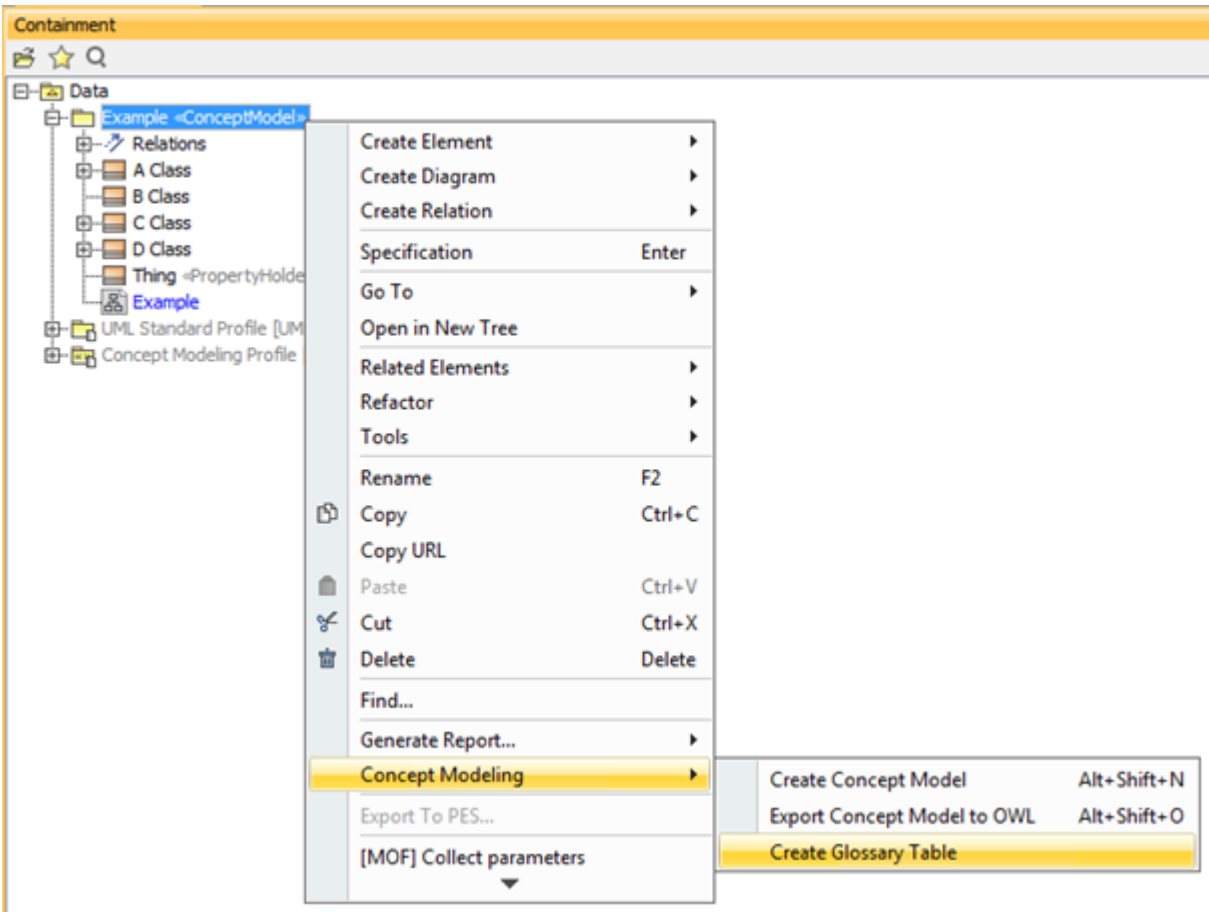 Containment
Data
Example «ConceptModel»
Relations
A Class
B Class
C Class
D Class
Thing «PropertyHolde
Example
UML Standard Profile [UM
Concept Modeling Profile
Create Element
Create Diagram
Create Relation
Specification Enter
Go To
Open in New Tree
Related Elements
Refactor
Tools
Rename F2
Copy Ctrl+C
Copy URL
Paste Ctrl+V
Cut Ctrl+X
Delete Delete
Find...
Generate Report...
Concept Modeling
Export To PES...
[MOF] Collect parameters
Create Concept Model Alt+Shift+N
Export Concept Model to OWL Alt+Shift+O
Create Glossary Table